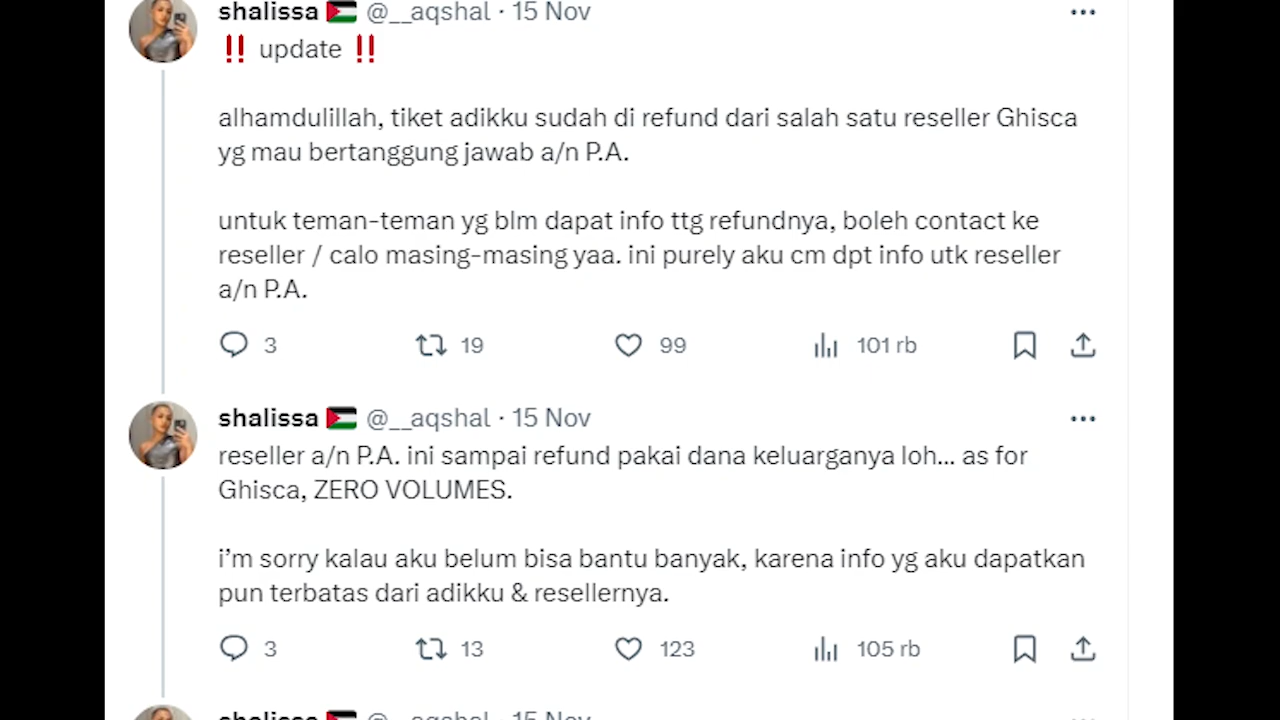 shalissa 🇵🇸 @__aqshal · 15 Nov
‼️ update ‼️
alhamdulillah, tiket adikku sudah di refund dari salah satu reseller Ghisca
yg mau bertanggung jawab a/n P.A.
untuk teman-teman yg blm dapat info ttg refundnya, boleh contact ke
reseller / calo masing-masing yaa. ini purely aku cm dpt info utk reseller
a/n P.A.
3 19 99 101 rb
shalissa 🇵🇸 @__aqshal · 15 Nov
reseller a/n P.A. ini sampai refund pakai dana keluarganya loh... as for
Ghisca, ZERO VOLUMES.
i’m sorry kalau aku belum bisa bantu banyak, karena info yg aku dapatkan
pun terbatas dari adikku & resellernya.
3 13 123 105 rb
shalissa 🇵🇸 @__aqshal · 15 Nov